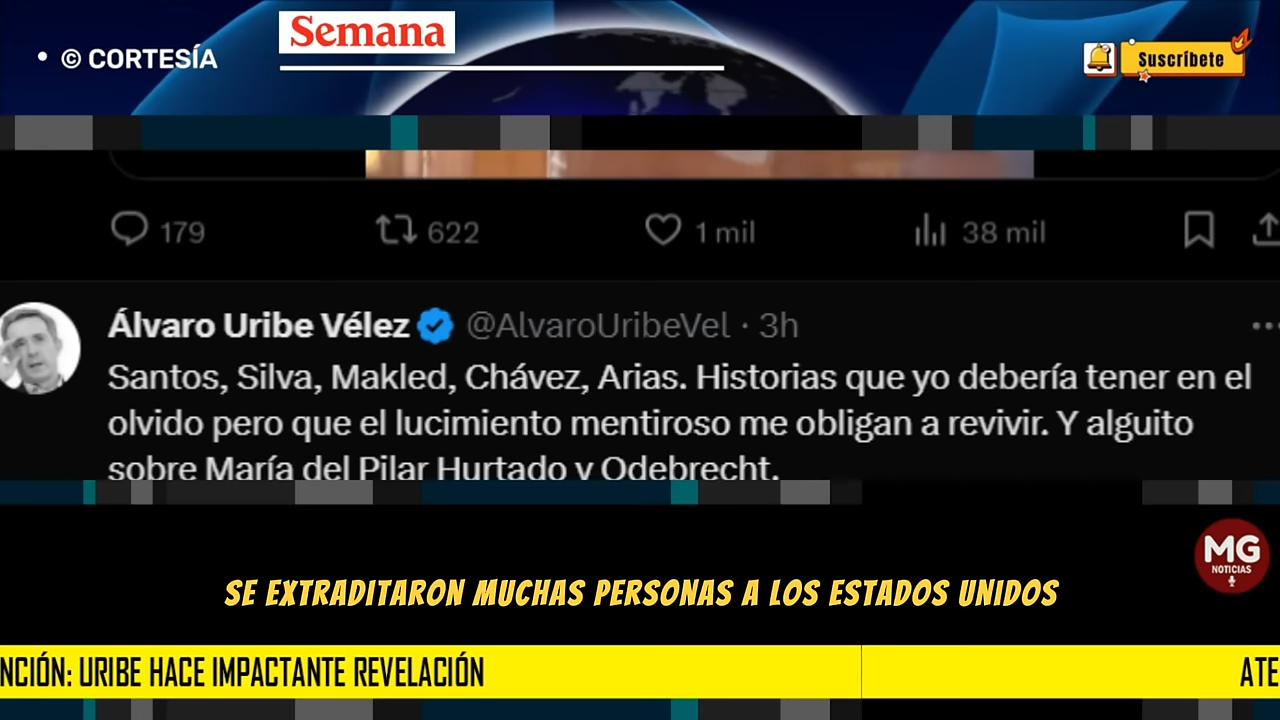 • © CORTESÍA
Semana
Suscríbete
179 622 1 mil 38 mil
Álvaro Uribe Vélez @AlvaroUribeVel · 3h
Santos, Silva, Makled, Chávez, Arias. Historias que yo debería tener en el
olvido pero que el lucimiento mentiroso me obligan a revivir. Y alguito
sobre María del Pilar Hurtado y Odebrecht.
MG
NOTICIAS
SE EXTRADITARON MUCHAS PERSONAS A LOS ESTADOS UNIDOS
NCIÓN: URIBE HACE IMPACTANTE REVELACIÓN ATE